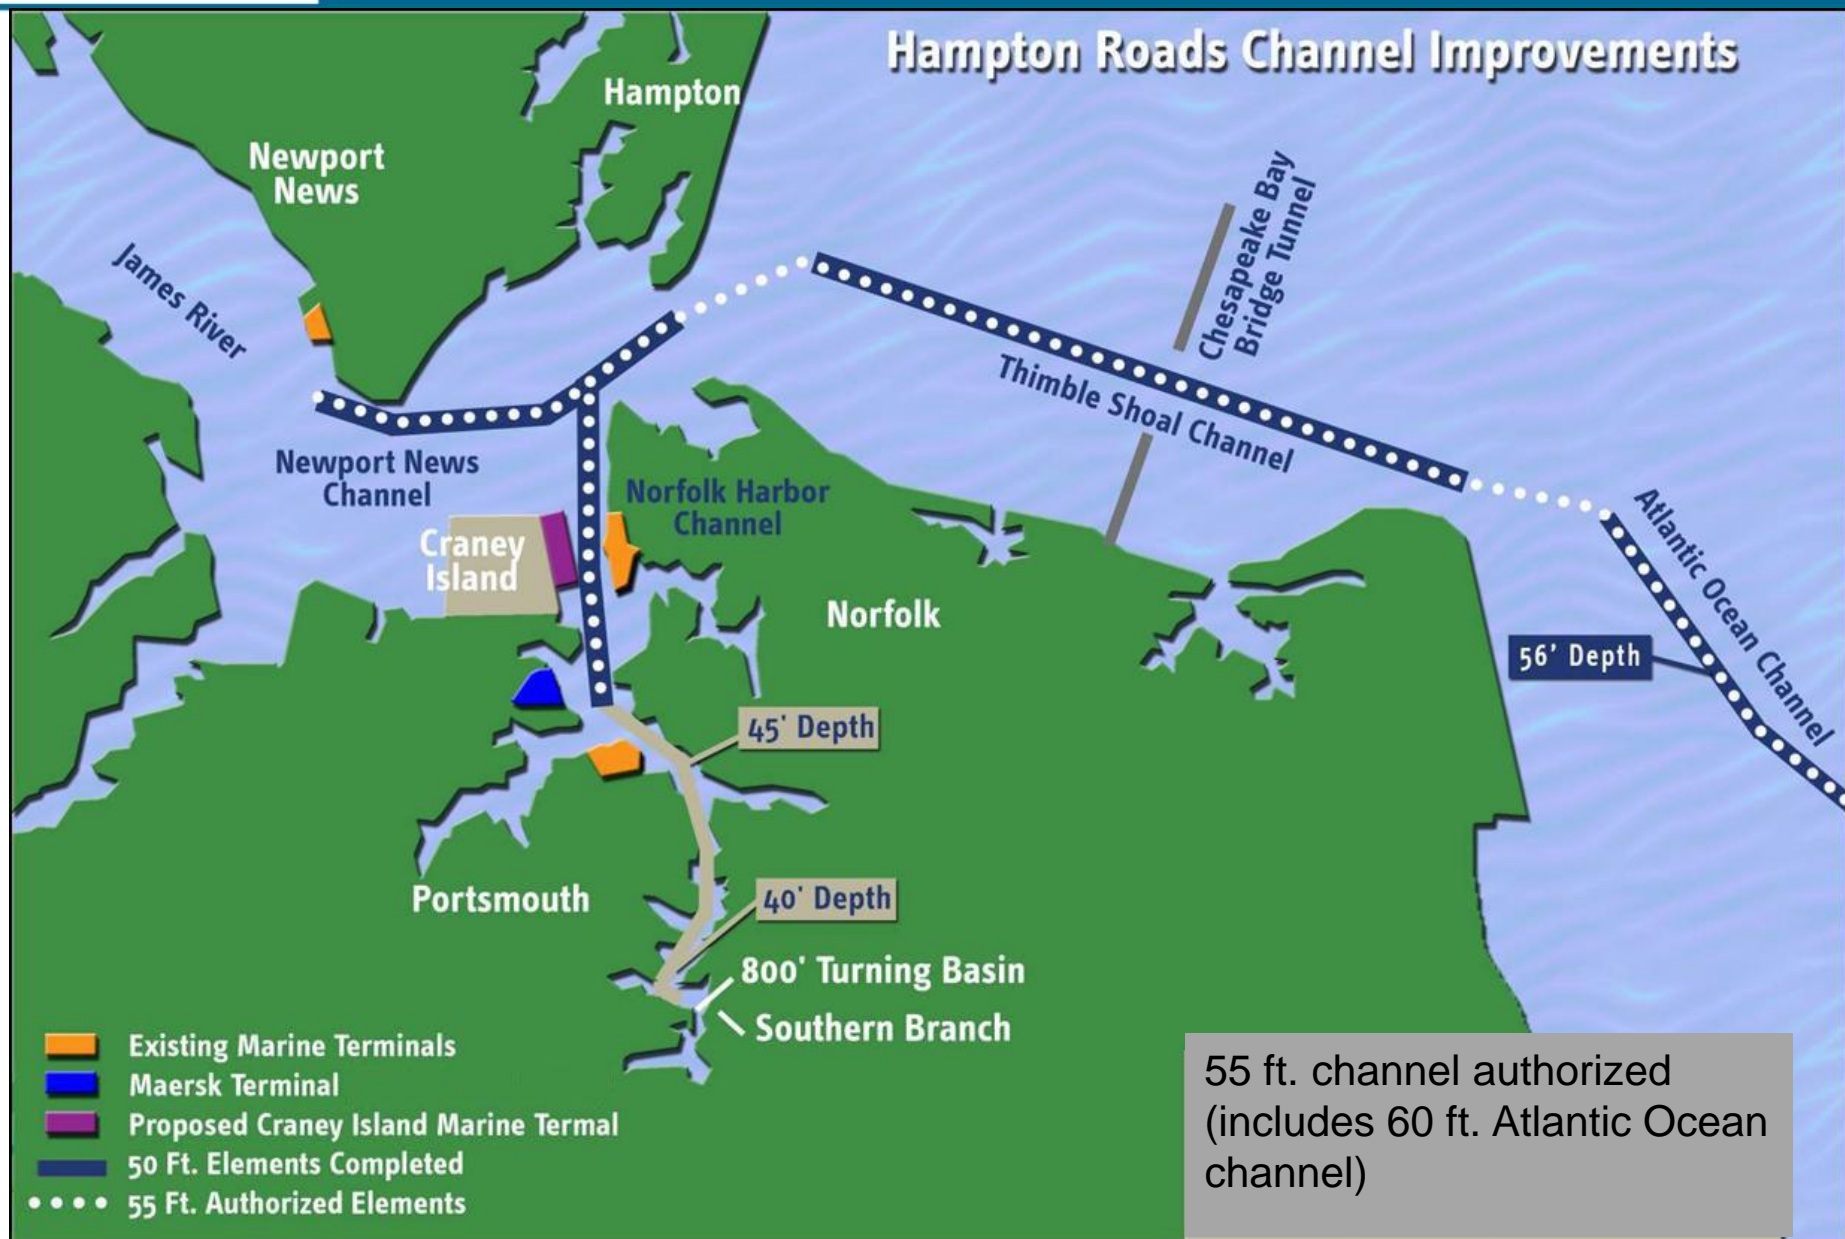 Hampton Roads Channel Improvements
Hampton
Newport
News
James River
Chesapeake Bay
Bridge Tunnel
Thimble Shoal Channel
Newport News
Channel
Norfolk Harbor
Channel
Craney
Island
Atlantic Ocean Channel
Norfolk
56' Depth
45' Depth
Portsmouth
40' Depth
800' Turning Basin
Southern Branch
Existing Marine Terminals
Maersk Terminal
Proposed Craney Island Marine Termal
50 Ft. Elements Completed
55 Ft. Authorized Elements
55 ft. channel authorized
(includes 60 ft. Atlantic Ocean
channel)